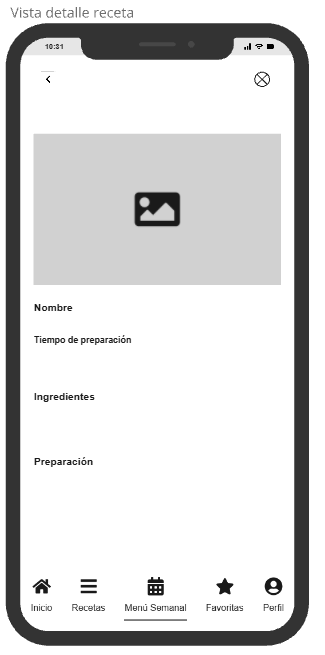 Vista detalle receta
10:31
Nombre
Tiempo de preparación
Ingredientes
Preparación
Inicio Recetas Menú Semanal Favoritas Perfil